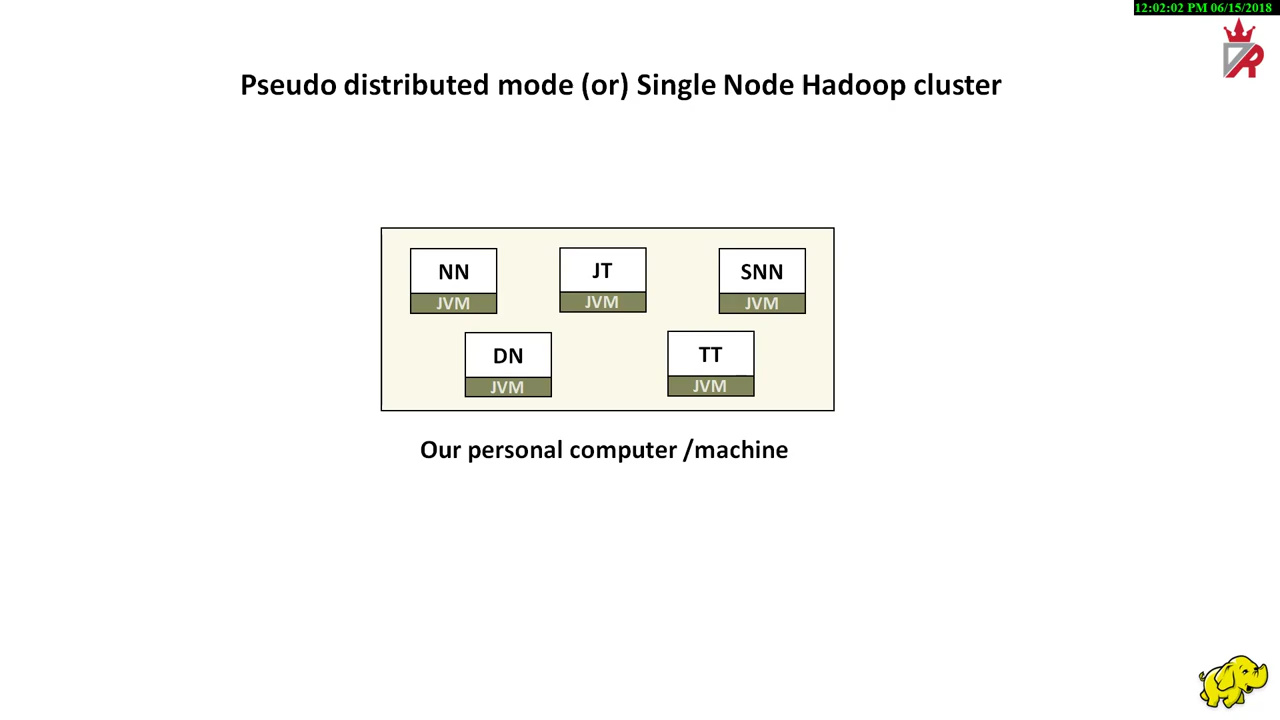 12:02:02 PM 06/15/2018
Pseudo distributed mode (or) Single Node Hadoop cluster
NN
JT
SNN
JVM
JVM
JVM
DN
TT
JVM
JVM
Our personal computer /machine